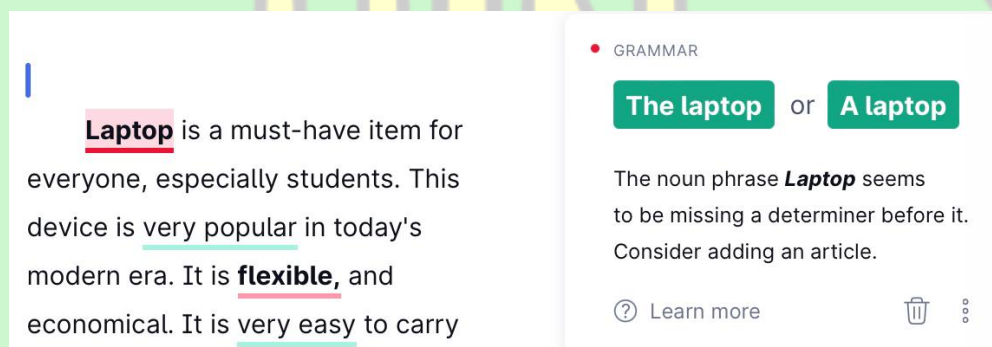 Laptop is a must-have item for
everyone, especially students. This
device is very popular in today's
modern era. It is flexible, and
economical. It is very easy to carry
GRAMMAR
The laptop or A laptop
The noun phrase Laptop seems
to be missing a determiner before it.
Consider adding an article.
Learn more